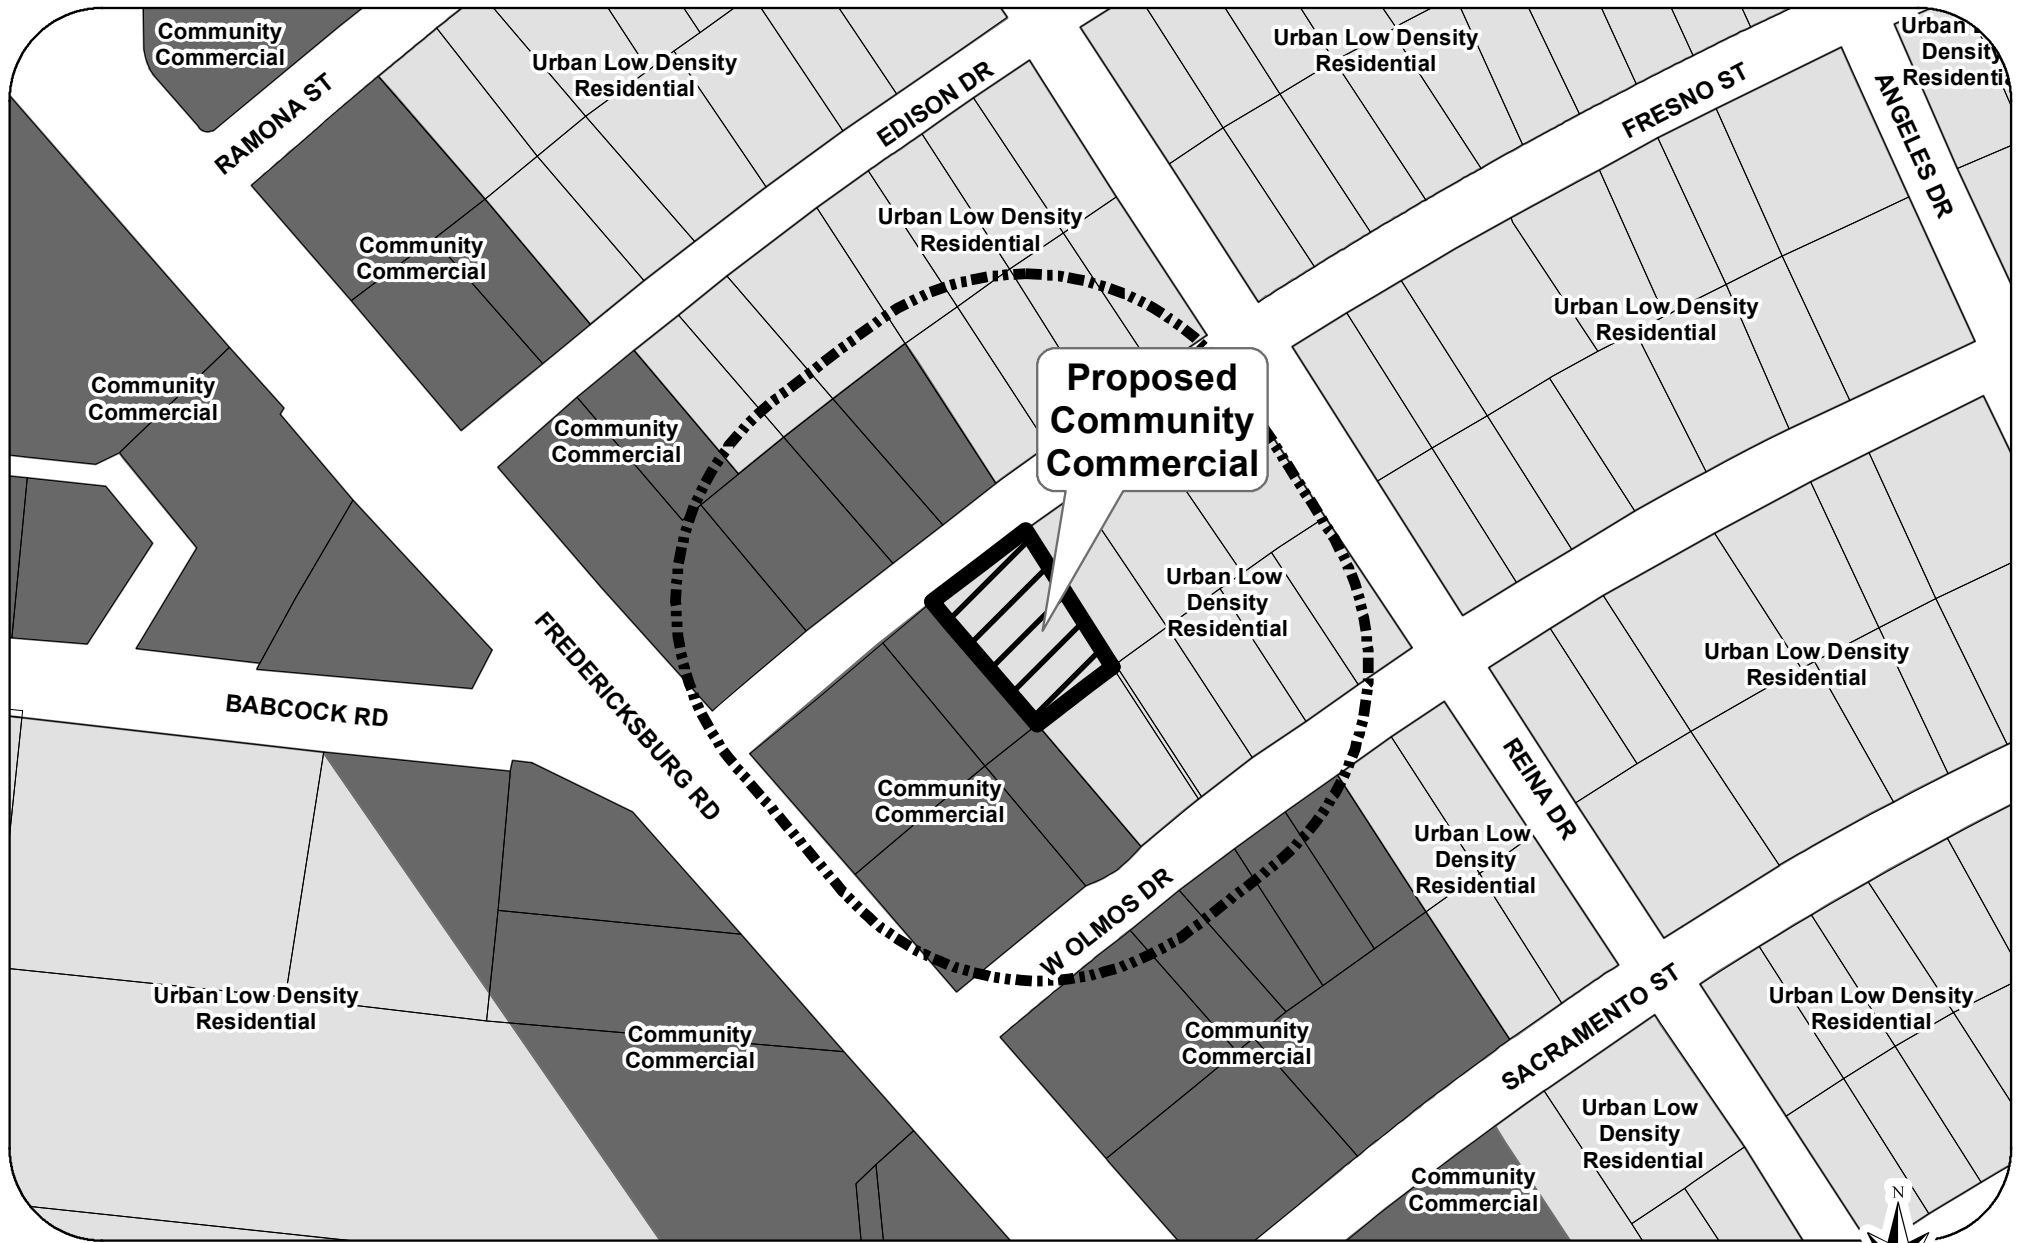 Community
Commercial
RAMONA ST
Urban Low Density
Residential
EDISON DR
Urban Low Density
Residential
FRESNO ST
ANGELES DR
Urban
Density
Community
Commercial
Urban Low Density
Residential
Urban Low Density
Residential
Community
Commercial
Community
Commercial
Proposed
Community
Commercial
Urban Low
Density
Residential
Urban Low Density
Residential
BABCOCK RD
FREDERICKSBURG RD
Community
Commercial
REINA DR
Urban Low
Density
Residential
W OLMOS DR
Urban Low Density
Residential
Community
Commercial
Community
Commercial
SACRAMENTO ST
Urban Low Density
Residential
Urban Low
Density
Residential
Community
Commercial
N